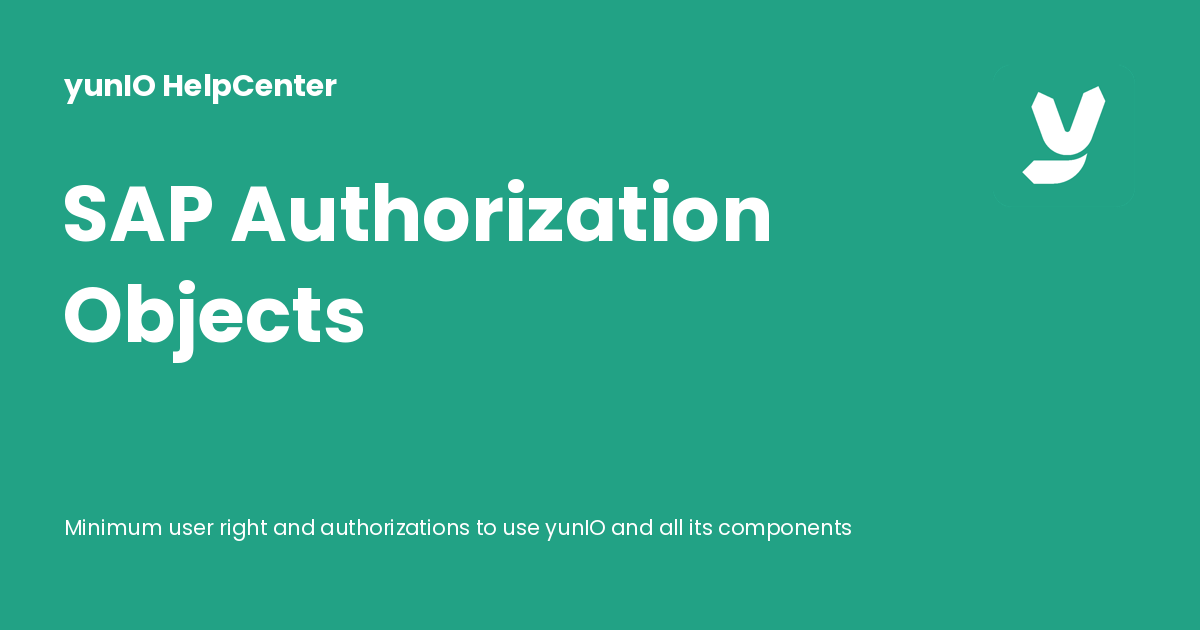 yunIO HelpCenter
SAP Authorization
Objects
Minimum user right and authorizations to use yunIO and all its components